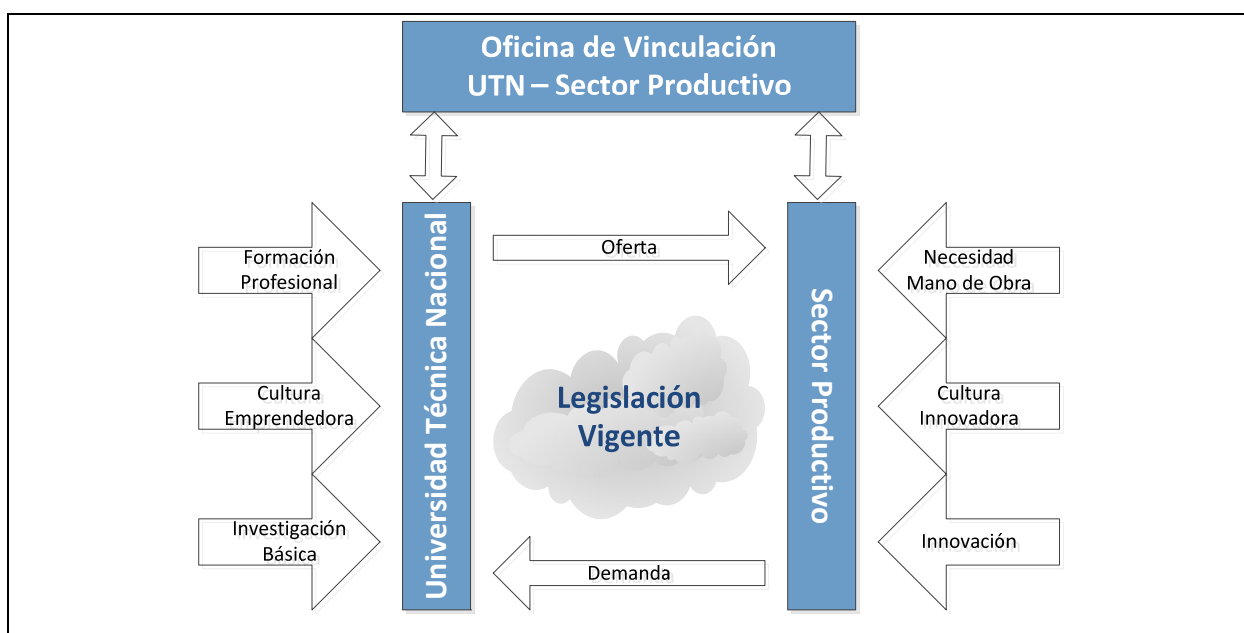 Oficina de Vinculación
UTN – Sector Productivo
Formación
Profesional
Cultura
Emprendedora
Investigación
Básica
Universidad Técnica Nacional
Oferta
Legislación
Vigente
Demanda
Sector Productivo
Necesidad
Mano de Obra
Cultura
Innovadora
Innovación